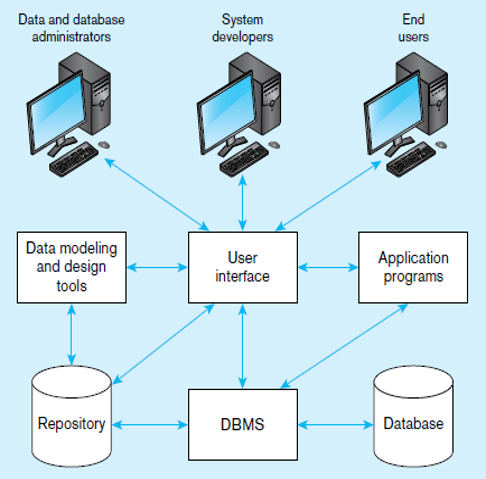 Data and database
administrators
System
developers
End
users
Data modeling
and design
tools
User
interface
Application
programs
Repository
DBMS
Database